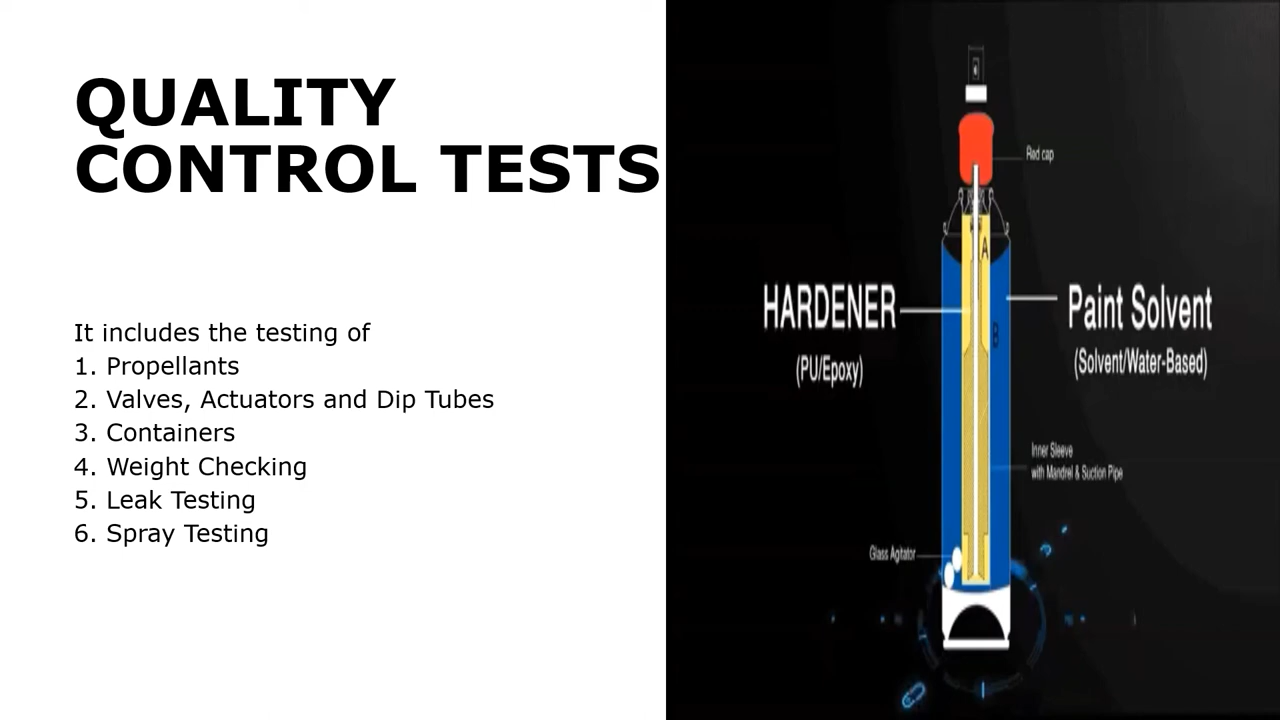 QUALITY
CONTROL TESTS
It includes the testing of
1. Propellants
2. Valves, Actuators and Dip Tubes
3. Containers
4. Weight Checking
5. Leak Testing
6. Spray Testing
Red cap
A
HARDENER
(PU/Epoxy)
Paint Solvent
(Solvent/Water-Based)
B
Inner Sleeve
with Mandrel & Suction Pipe
Glass Agitator